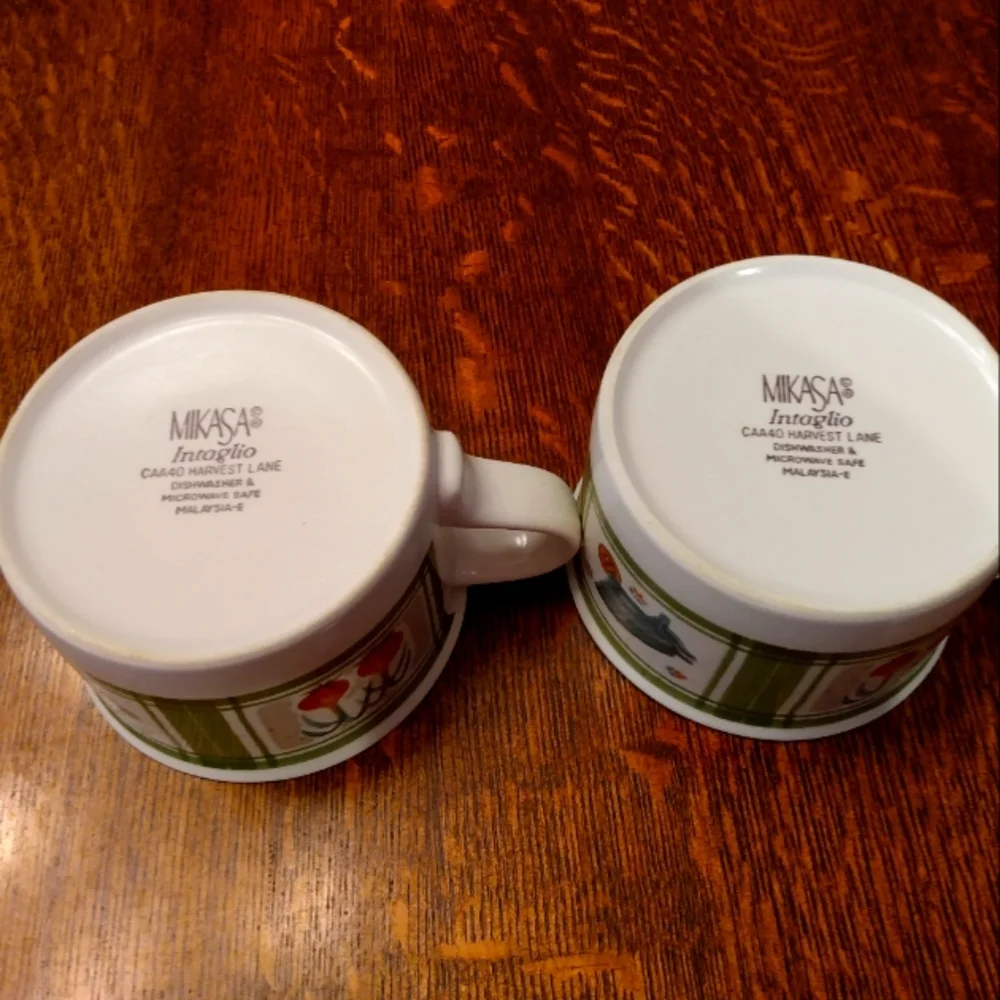 MIKASA©®
Intaglio
CAA40 HARVEST LANE
DISHWASHER &
MICROWAVE SAFE
MALAYSIA-E
MIKASA©®
Intaglio
CAA40 HARVEST LANE
DISHWASHER &
MICROWAVE SAFE
MALAYSIA-E